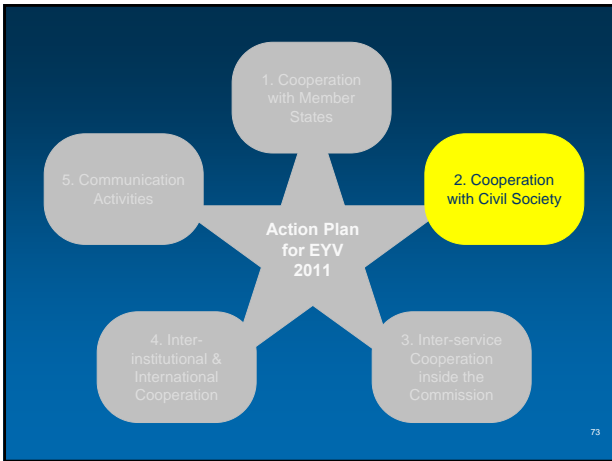 1. Cooperation
with Member
States
2. Cooperation
with Civil Society
5. Communication
Activities
Action Plan
for EYV
2011
4. Inter-
institutional &
International
Cooperation
3. Inter-service
Cooperation
inside the
Commission
73